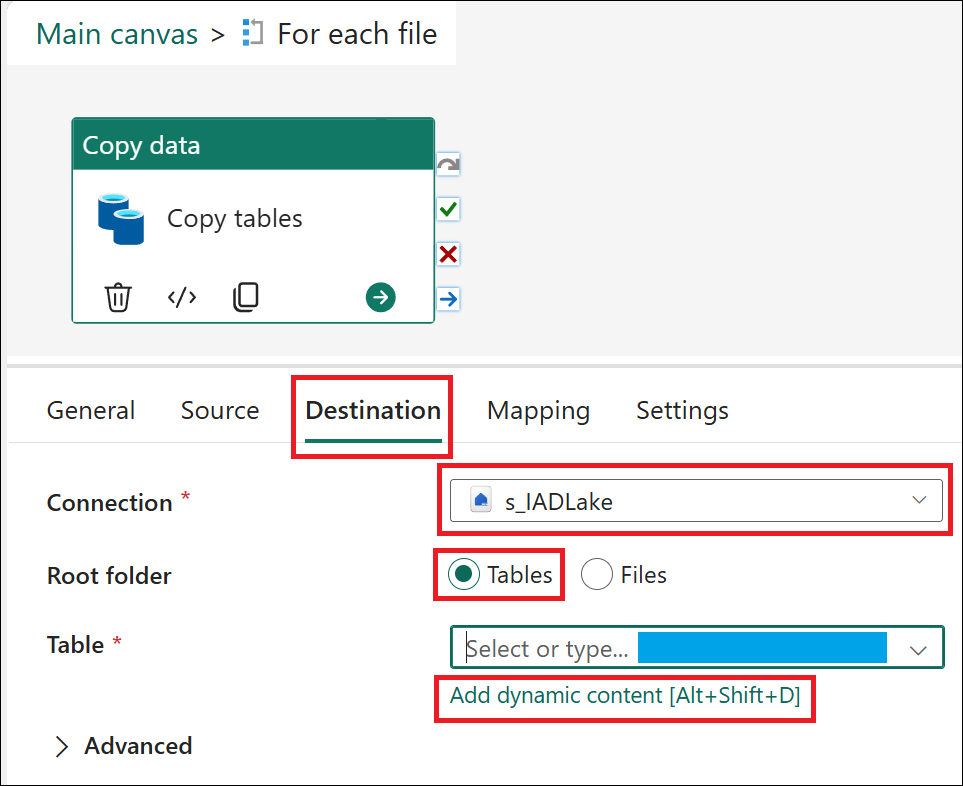 Main canvas > For each file
Copy data
Copy tables
General Source Destination Mapping Settings
Connection * s_IADLake
Root folder Tables Files
Table * Select or type...
Add dynamic content [Alt+Shift+D]
Advanced